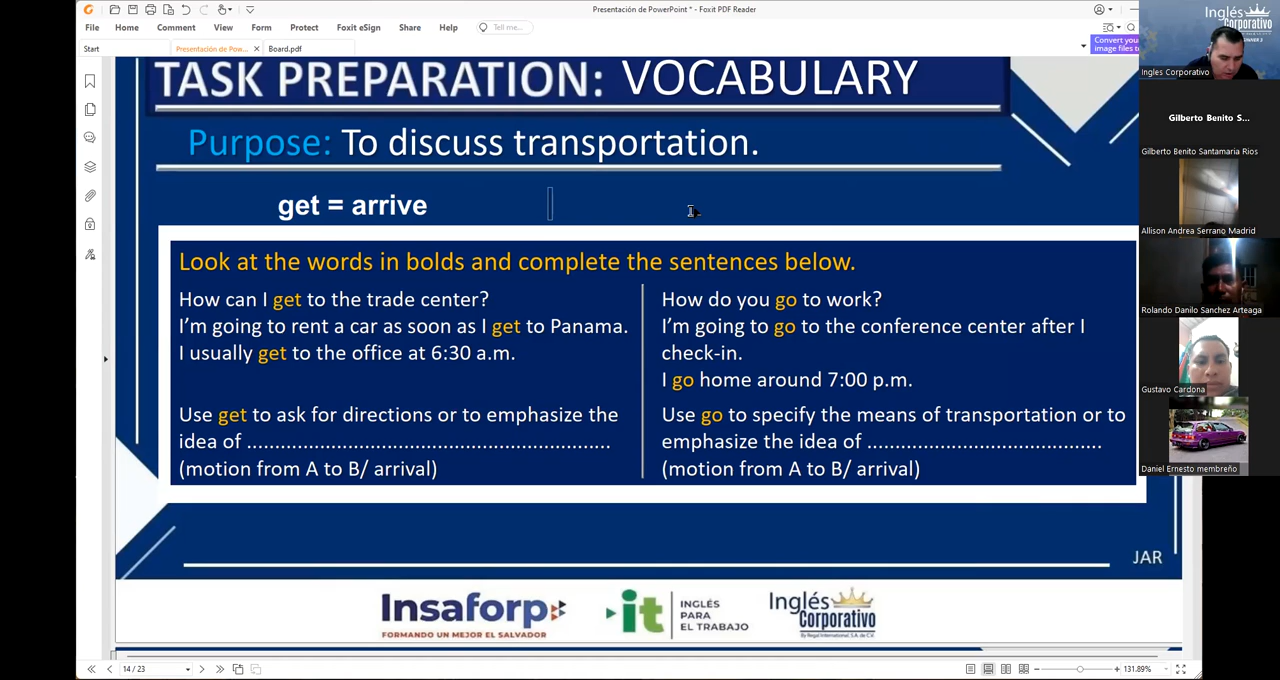 Presentación de PowerPoint * - Foxit PDF Reader
File Home Comment View Form Protect Foxit eSign Share Help Tell me...
Start Presentación de Pow... Board.pdf
Convert your
image files to
TASK PREPARATION: VOCABULARY
Purpose: To discuss transportation.
get = arrive
Look at the words in bolds and complete the sentences below.
How can I get to the trade center?
I'm going to rent a car as soon as I get to Panama.
I usually get to the office at 6:30 a.m.
Use get to ask for directions or to emphasize the
idea of ................................................................
(motion from A to B/ arrival)
How do you go to work?
I'm going to go to the conference center after I
check-in.
I go home around 7:00 p.m.
Use go to specify the means of transportation or to
emphasize the idea of .........................................
(motion from A to B/ arrival)
JAR
Insaforp
FORMANDO UN MEJOR EL SALVADOR
it INGLÉS
PARA
EL TRABAJO
Inglés
Corporativo
By Regal International, S.A. de C.V.
14 / 23
131.89%
Inglés
Corporativo
Ingles Corporativo
Gilberto Benito S...
Gilberto Benito Santamaria Rios
Allison Andrea Serrano Madrid
Rolando Danilo Sanchez Arteaga
Gustavo Cardona
Daniel Ernesto membreño